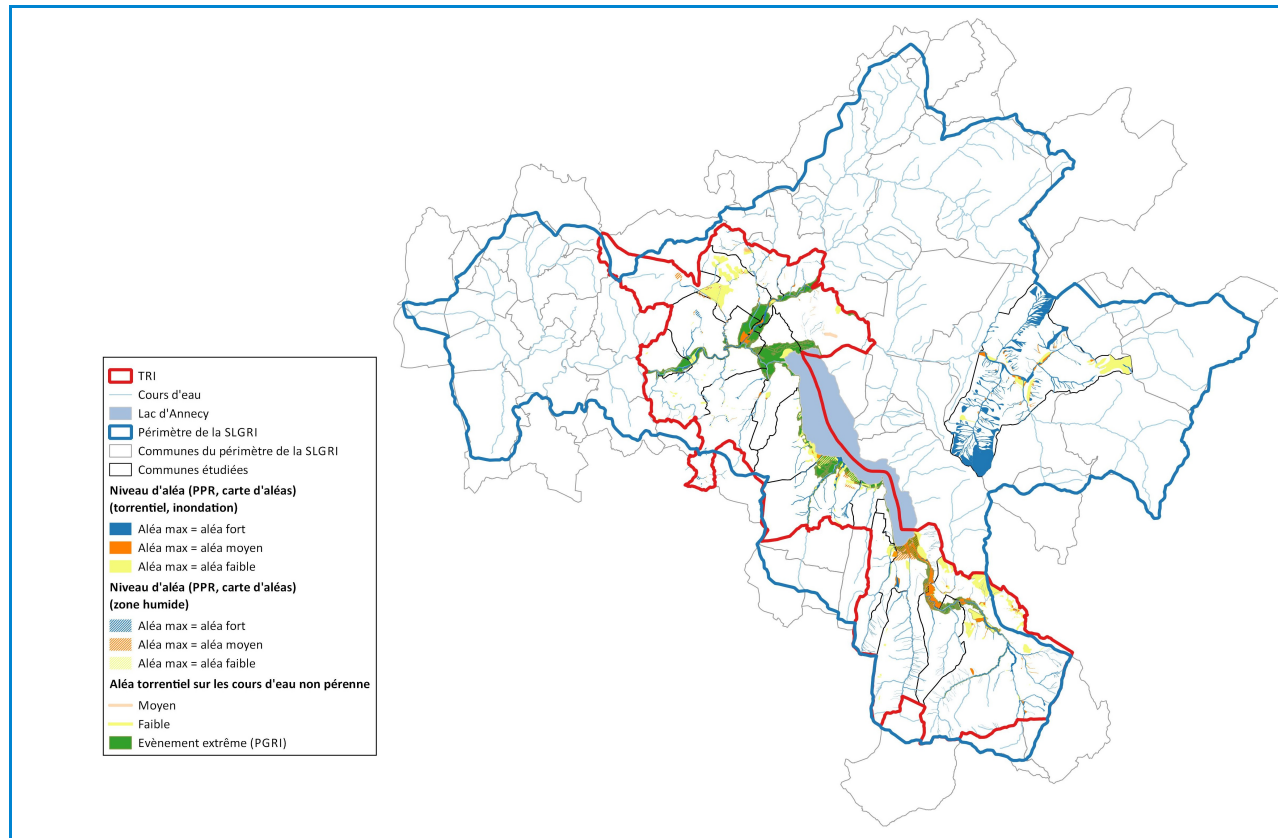 TRI
Cours d'eau
Lac d'Annecy
Périmètre de la SLGRI
Communes du périmètre de la SLGRI
Communes étudiées
Niveau d'aléa (PPR, carte d'aléas)
(torrentiel, inondation)
Aléa max = aléa fort
Aléa max = aléa moyen
Aléa max = aléa faible
Niveau d'aléa (PPR, carte d'aléas)
(zone humide)
Aléa max = aléa fort
Aléa max = aléa moyen
Aléa max = aléa faible
Aléa torrentiel sur les cours d'eau non pérenne
Moyen
Faible
Evènement extrême (PGRI)